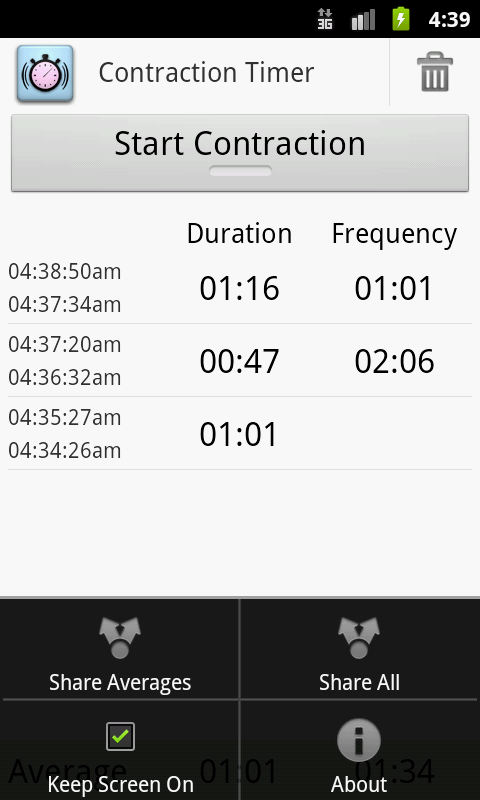 3G 4:39
Contraction Timer
Start Contraction
Duration Frequency
04:38:50am
04:37:34am
01:16 01:01
04:37:20am
04:36:32am
00:47 02:06
04:35:27am
04:34:26am
01:01
Share Averages Share All
Average 01:01 01:34
Keep Screen On About